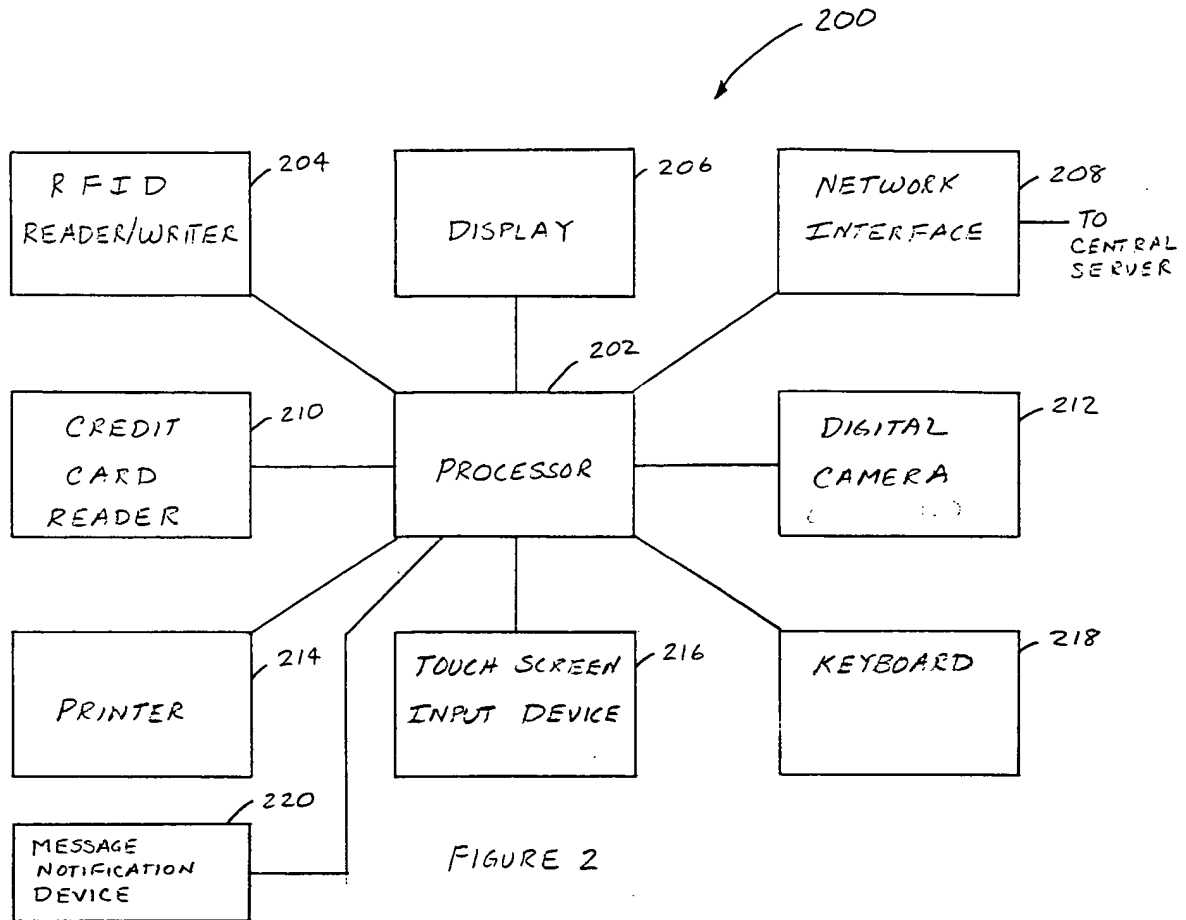 200
RFID
READER/WRITER
204
DISPLAY
206
NETWORK
INTERFACE
208
TO
CENTRAL
SERVER
CREDIT
CARD
READER
210
PROCESSOR
202
DIGITAL
CAMERA
212
PRINTER
214
TOUCH SCREEN
INPUT DEVICE
216
KEYBOARD
218
MESSAGE
NOTIFICATION
DEVICE
220
FIGURE 2